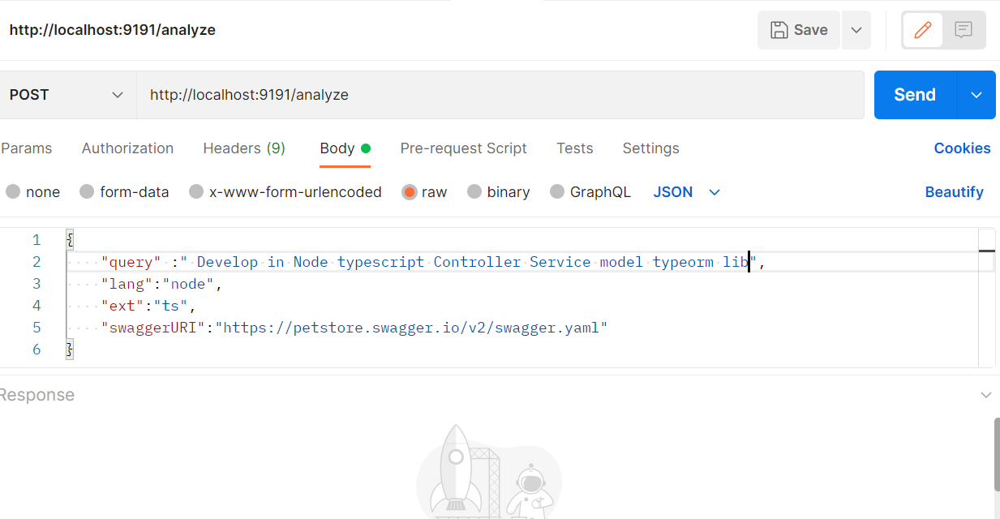 http://localhost:9191/analyze
Save
POST
http://localhost:9191/analyze
Send
Params Authorization Headers (9) Body Pre-request Script Tests Settings Cookies
none form-data x-www-form-urlencoded raw binary GraphQL JSON Beautify
1 {
2 "query" :" Develop in Node typescript Controller Service model typeorm lib",
3 "lang":"node",
4 "ext":"ts",
5 "swaggerURI":"https://petstore.swagger.io/v2/swagger.yaml"
6 }
Response